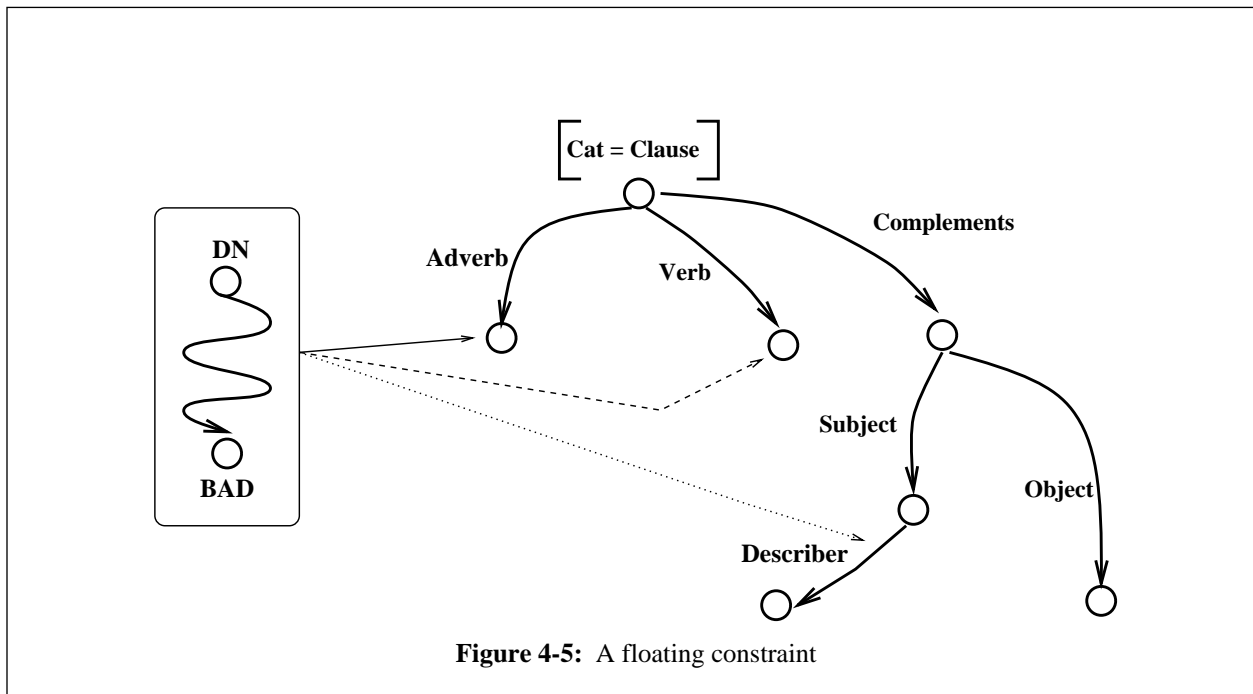 Cat = Clause
Complements
DN
Adverb
Verb
Subject
BAD
Object
Describer
Figure 4-5: A floating constraint